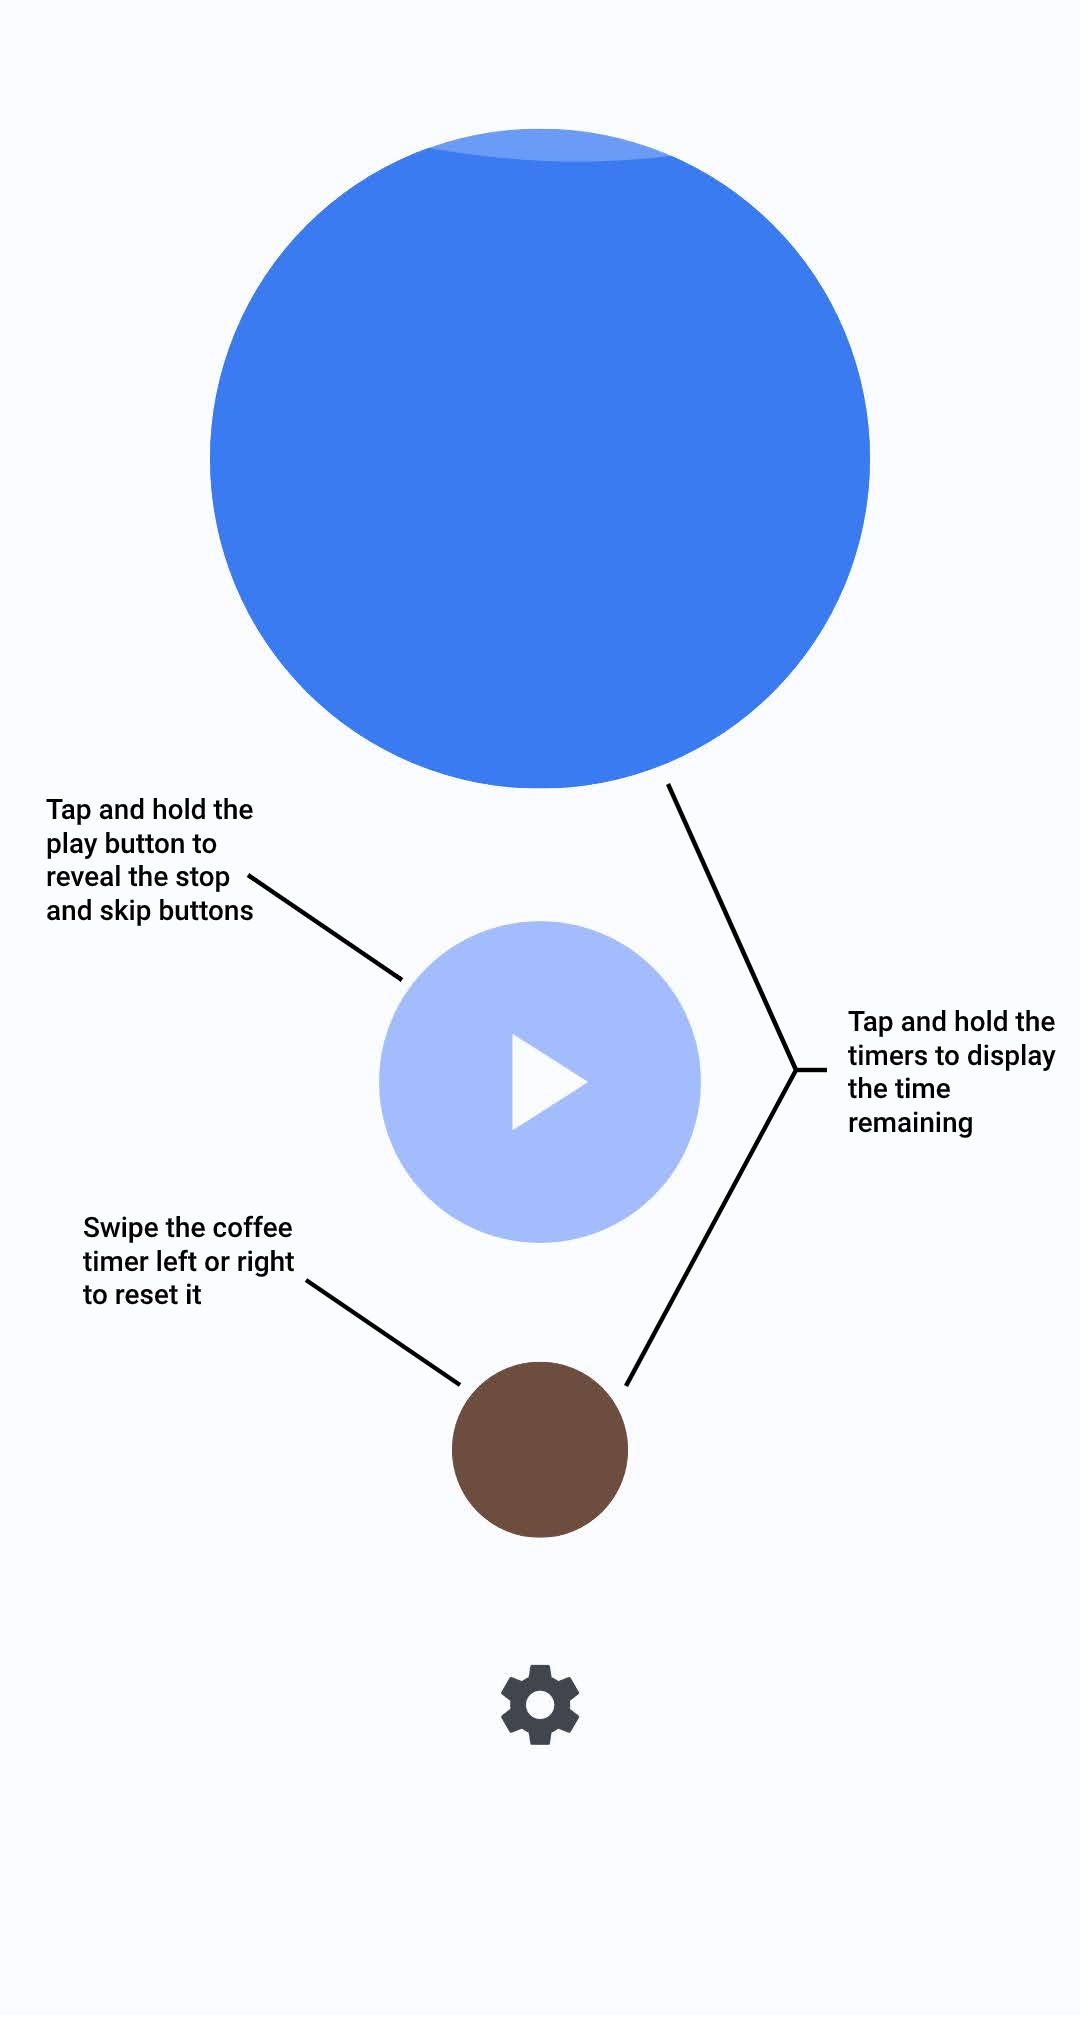 Tap and hold the
play button to
reveal the stop
and skip buttons
Tap and hold the
timers to display
the time
remaining
Swipe the coffee
timer left or right
to reset it